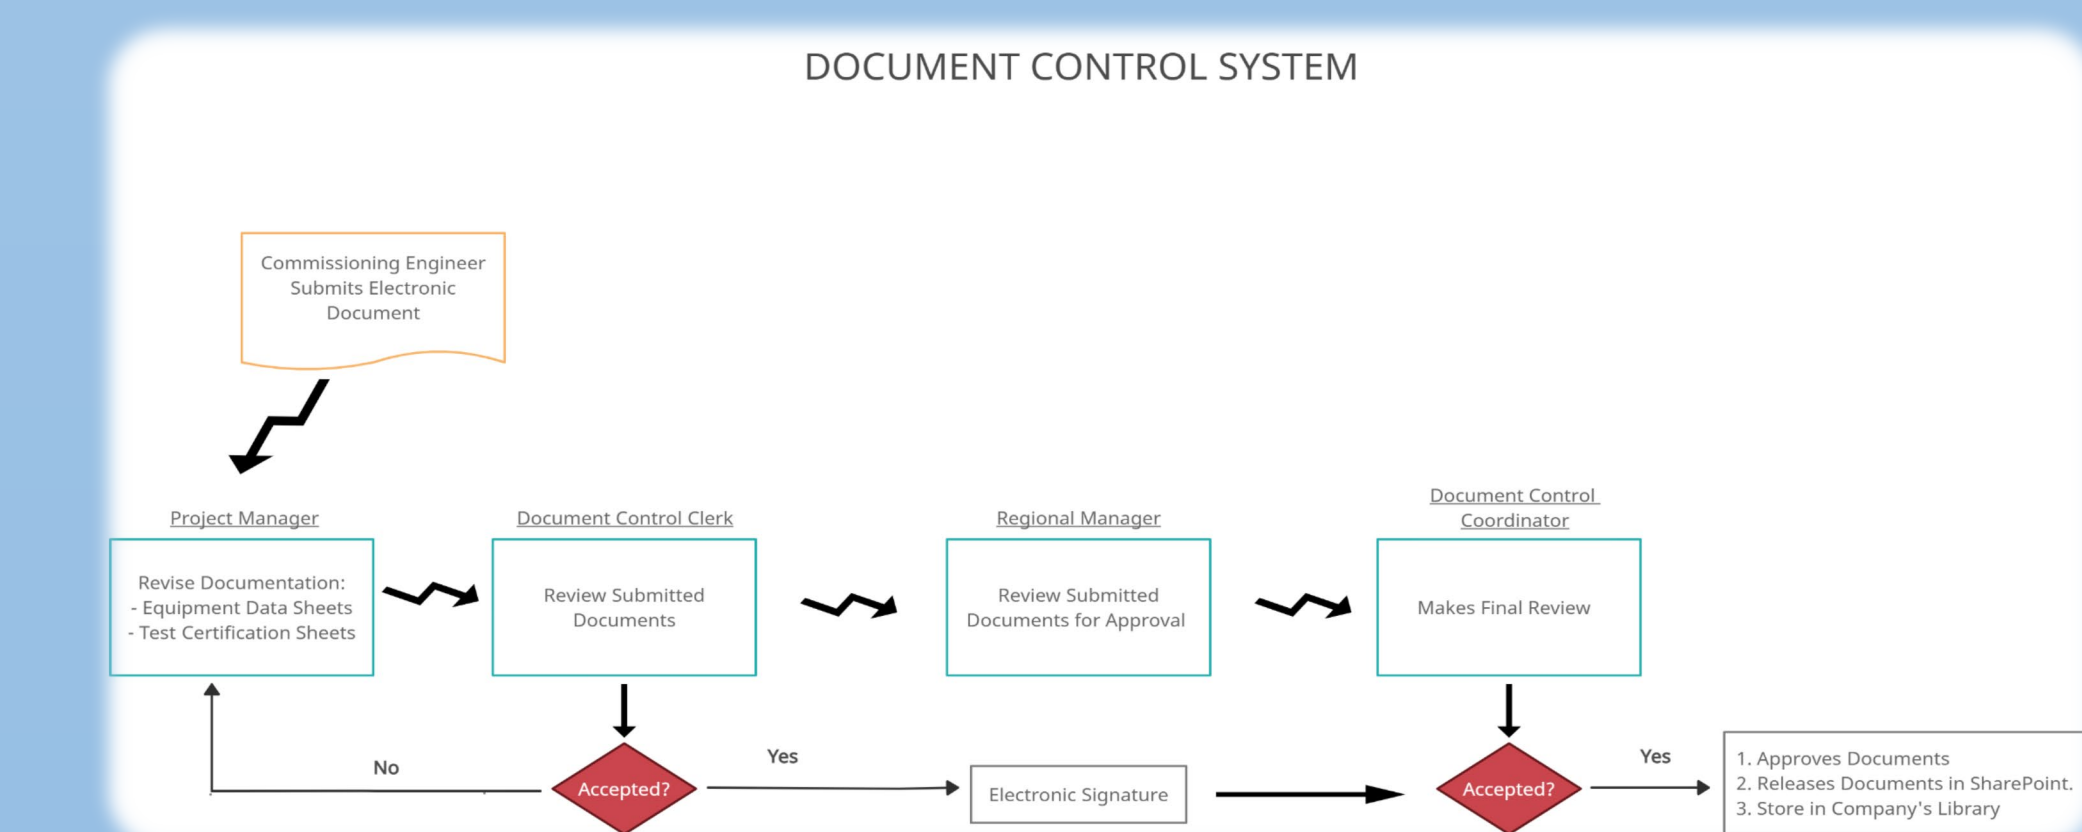 DOCUMENT CONTROL SYSTEM
Commissioning Engineer
Submits Electronic
Document
Project Manager
Revise Documentation:
- Equipment Data Sheets
- Test Certification Sheets
Document Control Clerk
Review Submitted
Documents
Regional Manager
Review Submitted
Documents for Approval
Document Control
Coordinator
Makes Final Review
No
Accepted?
Yes
Electronic Signature
Accepted?
Yes
1. Approves Documents
2. Releases Documents in SharePoint.
3. Store in Company's Library